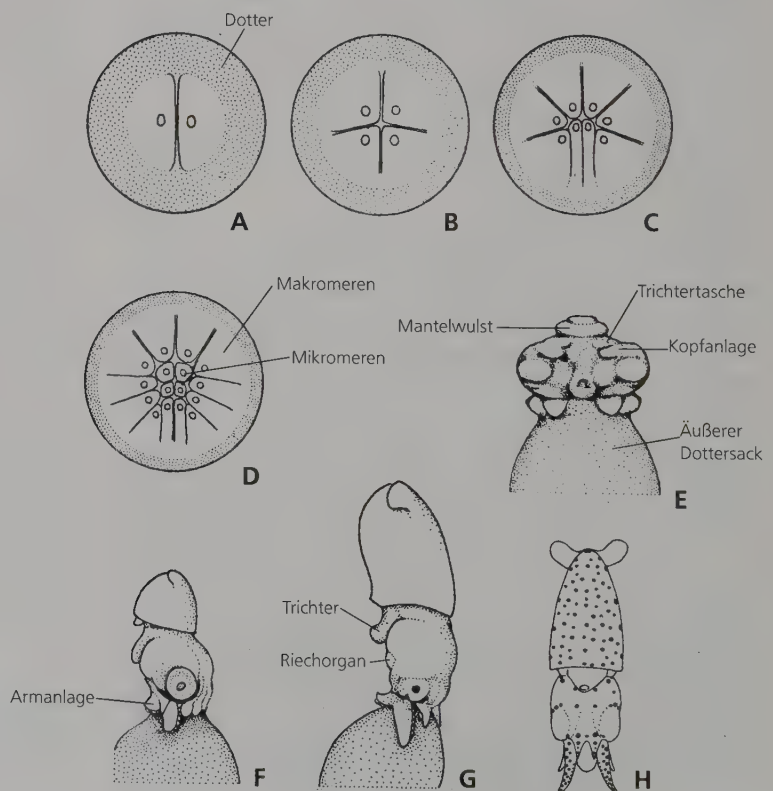 Dotter
A
B
C
Makromeren
Mikromeren
D
Trichtertasche
Mantelwulst
Kopfanlage
Äußerer
Dottersack
E
Trichter
Riechorgan
Armanlage
F
G
H